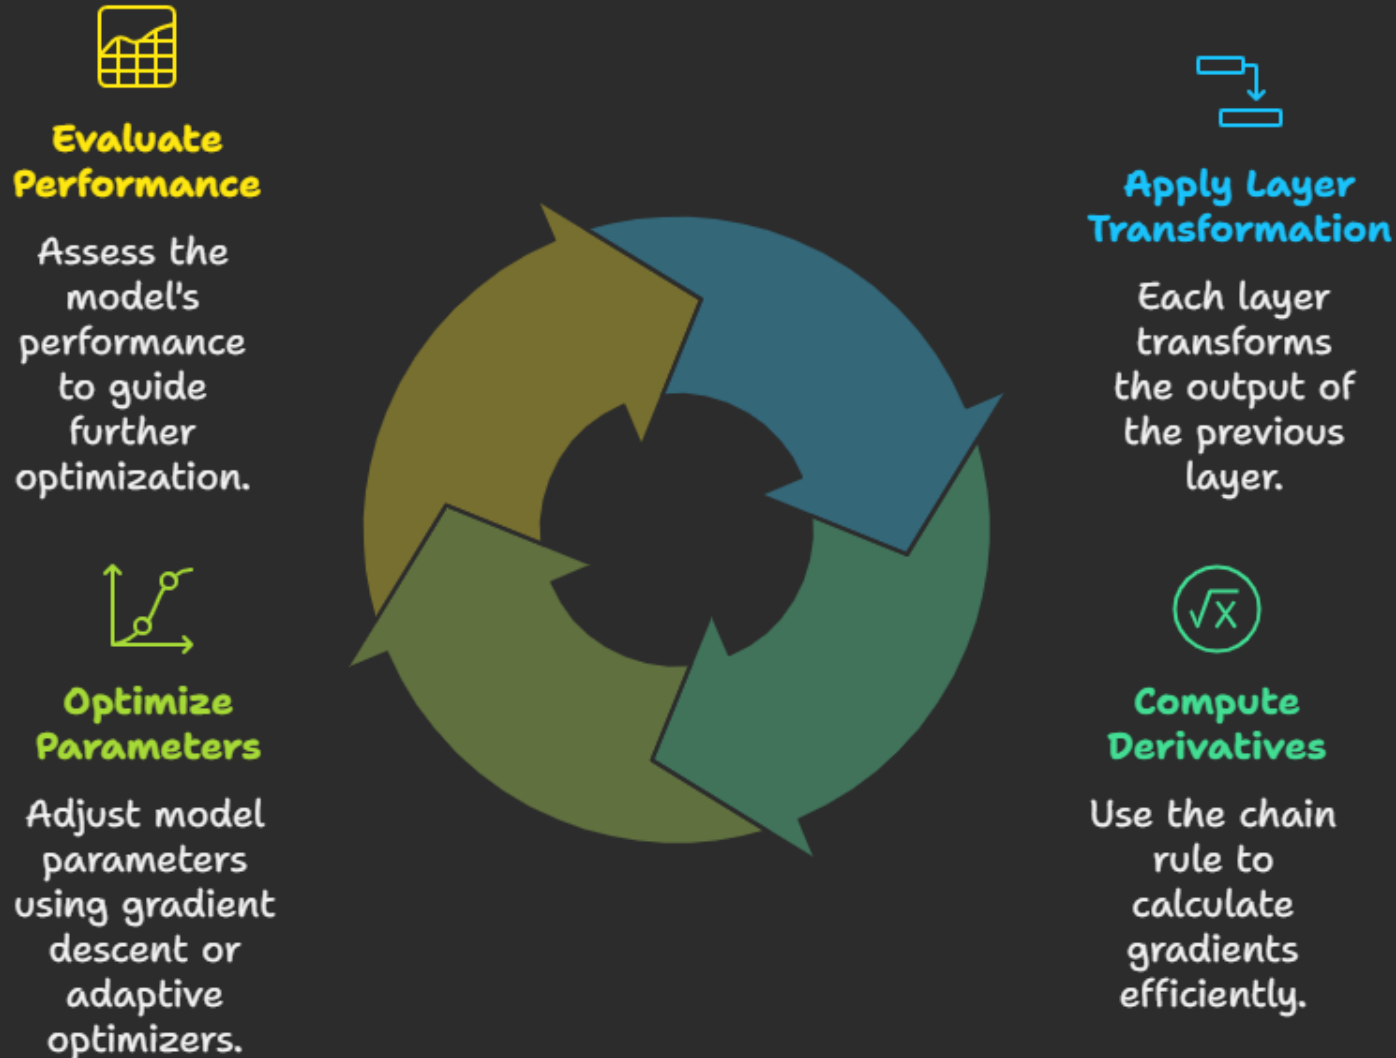 Evaluate
Performance
Assess the
model's
performance
to guide
further
optimization.
Apply Layer
Transformation
Each layer
transforms
the output of
the previous
layer.
Optimize
Parameters
Adjust model
parameters
using gradient
descent or
adaptive
optimizers.
√x
Compute
Derivatives
Use the chain
rule to
calculate
gradients
efficiently.